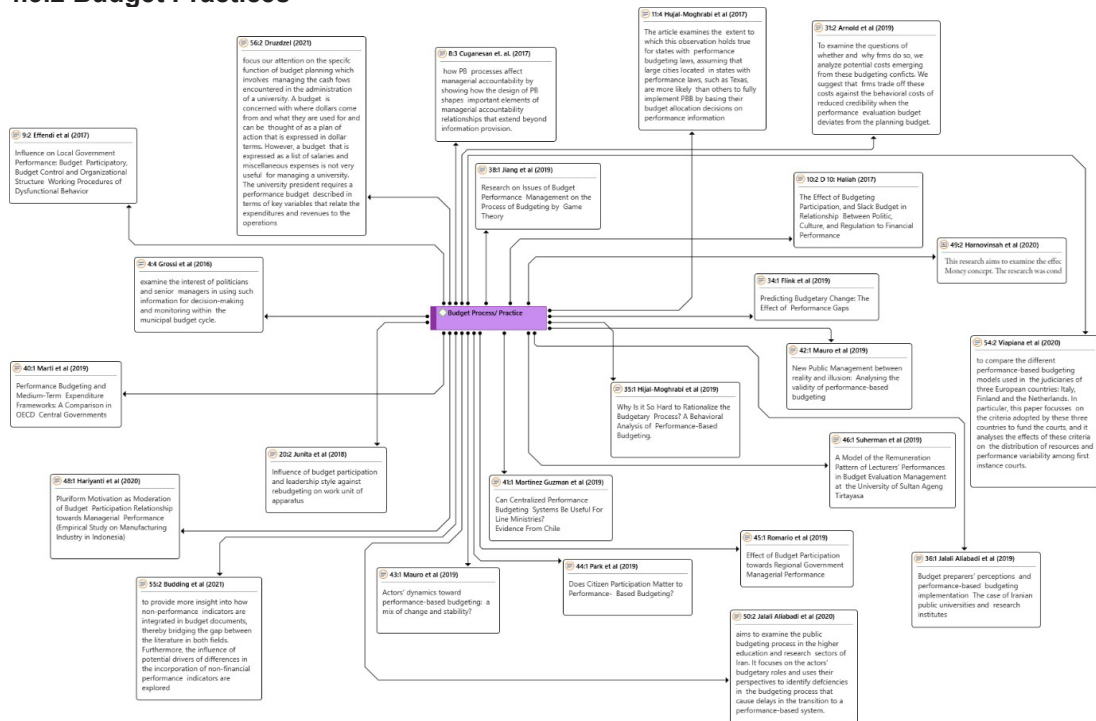 4.3.2 Budget Practices
56:2 Druzdzel (2021)
focus our attention on the specifc
function of budget planning which
involves managing the cash fows
encountered in the administration
of a university. A budget is
concerned with where dollars come
from and what they are used for and
can be thought of as a plan of
action that is expressed in dollar
terms. However, a budget that is
expressed as a list of salaries and
miscellaneous expenses is not very
useful for managing a university.
The university president requires a
performance budget described in
terms of key variables that relate the
expenditures and revenues to the
operations
8:3 Cuganesan et. al. (2017)
how PB processes affect
managerial accountability by
showing how the design of PB
shapes important elements of
managerial accountability
relationships that extend beyond
information provision.
11:4 Hujal-Moghrabi et al (2017)
The article examines the extent to
which this observation holds true
for states with performance
budgeting laws, assuming that
large cities located in states with
performance laws, such as Texas,
are more likely than others to fully
implement PBB by basing their
budget allocation decisions on
performance information
31:2 Arnold et al (2019)
To examine the questions of
whether and why frms do so, we
analyze potential costs emerging
from these budgeting conficts. We
suggest that frms trade off these
costs against the behavioral costs
of reduced credibility when the
performance evaluation budget
deviates from the planning budget.
9:2 Effendi et al (2017)
Influence on Local Government
Performance: Budget Participatory,
Budget Control and Organizational
Structure Working Procedures of
Dysfunctional Behavior
38:1 Jiang et al (2019)
Research on Issues of Budget
Performance Management on the
Process of Budgeting by Game
Theory
10:2 D 10: Haliah (2017)
The Effect of Budgeting
Participation, and Slack Budget in
Relationship Between Politic,
Culture, and Regulation to Financial
Performance
49:2 Harnovinsah et al (2020)
This research aims to examine the effec
Money concept. The research was cond
4:4 Grossi et al (2016)
examine the interest of politicians
and senior managers in using such
information for decision-making
and monitoring within the
municipal budget cycle.
34:1 Flink et al (2019)
Predicting Budgetary Change: The
Effect of Performance Gaps
Budget Process/ Practice
54:2 Viapiana et al (2020)
to compare the different
performance-based budgeting
models used in the judiciaries of
three European countries: Italy,
Finland and the Netherlands. In
particular, this paper focusses on
the criteria adopted by these three
countries to fund the courts, and it
analyses the effects of these criteria
on the distribution of resources and
performance variability among first
instance courts.
42:1 Mauro et al (2019)
New Public Management between
reality and illusion: Analysing the
validity of performance-based
budgeting
40:1 Marti et al (2019)
Performance Budgeting and
Medium-Term Expenditure
Frameworks: A Comparison in
OECD Central Governments
35:1 Hijal-Moghrabi et al (2019)
Why Is it So Hard to Rationalize the
Budgetary Process? A Behavioral
Analysis of Performance-Based
Budgeting.
46:1 Suherman et al (2019)
A Model of the Remuneration
Pattern of Lecturers' Performances
in Budget Evaluation Management
at the University of Sultan Ageng
Tirtayasa
20:2 Junita et al (2018)
Influence of budget participation
and leadership style against
rebudgeting on work unit of
apparatus
48:1 Hariyanti et al (2020)
Pluriform Motivation as Moderation
of Budget Participation Relationship
towards Managerial Performance
(Empirical Study on Manufacturing
Industry in Indonesia)
41:1 Martinez Guzman et al (2019)
Can Centralized Performance
Budgeting Systems Be Useful For
Line Ministries?
Evidence From Chile
45:1 Romario et al (2019)
Effect of Budget Participation
towards Regional Government
Managerial Performance
36:1 Jalali Aliabadi et al (2019)
Budget preparers' perceptions and
performance-based budgeting
implementation The case of Iranian
public universities and research
institutes
55:2 Budding et al (2021)
to provide more insight into how
non-performance indicators are
integrated in budget documents,
thereby bridging the gap between
the literature in both fields.
Furthermore, the influence of
potential drivers of differences in
the incorporation of non-financial
performance indicators are
explored
43:1 Mauro et al (2019)
Actors' dynamics toward
performance-based budgeting: a
mix of change and stability?
44:1 Park et al (2019)
Does Citizen Participation Matter to
Performance- Based Budgeting?
50:2 Jalali Aliabadi et al (2020)
aims to examine the public
budgeting process in the higher
education and research sectors of
Iran. It focuses on the actors'
budgetary roles and uses their
perspectives to identify defciencies
in the budgeting process that
cause delays in the transition to a
performance-based system.